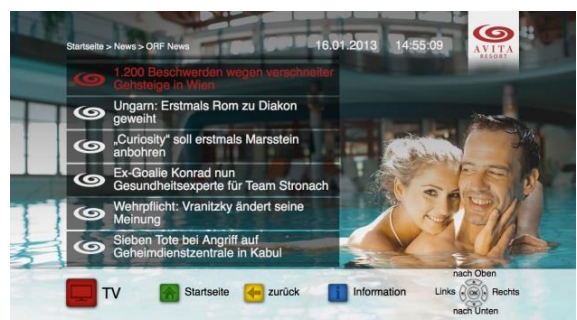 Startseite > News > ORF News
16.01.2013 14:55:09
AVITA
RESORT
1.200 Beschwerden wegen verschneiter
Gehsteige in Wien
Ungarn: Erstmals Rom zu Diakon
geweiht
„Curiosity“ soll erstmals Marsstein
anbohren
Ex-Goalie Konrad nun
Gesundheitsexperte für Team Stronach
Wehrpflicht: Vranitzky ändert seine
Meinung
Sieben Tote bei Angriff auf
Geheimdienstzentrale in Kabul
nach Oben
TV Startseite zurück Information Links OK Rechts
nach Unten